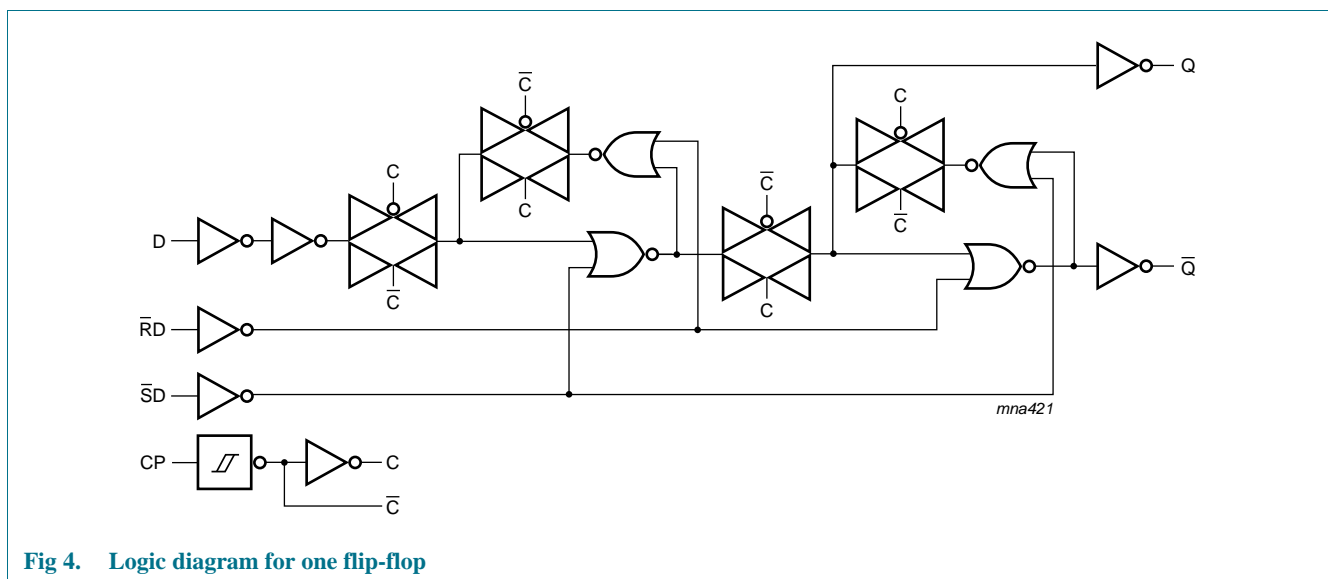 Q
C̅
C
C
C̅
C
C
C̅
D
C̅
C
C̅
Q̅
R̅D
S̅D
mna421
CP
C
C̅
Fig 4. Logic diagram for one flip-flop